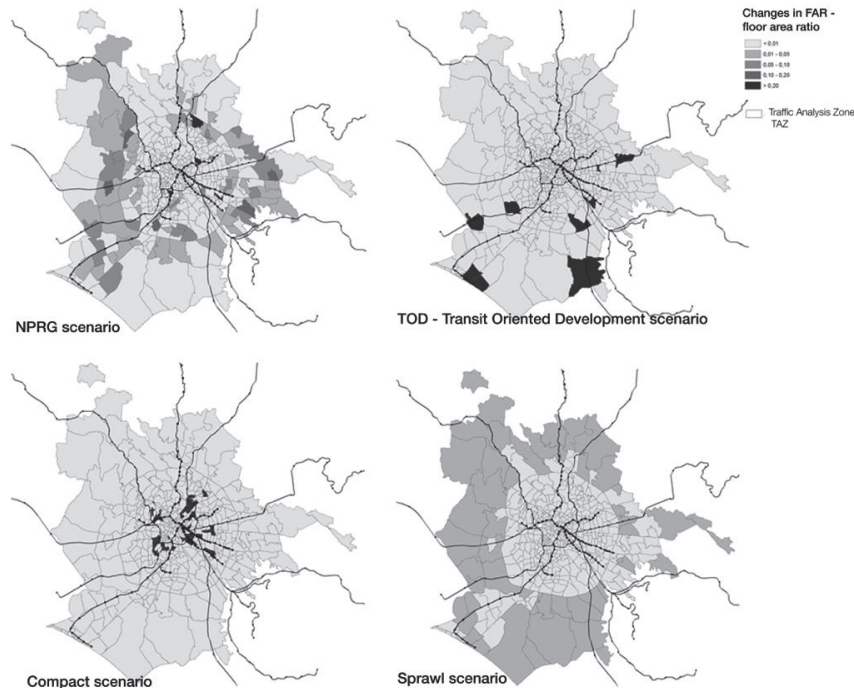 Changes in FAR -
floor area ratio
< 0,01
0,01 - 0,05
0,05 - 0,10
0,10 - 0,20
> 0,20
Traffic Analysis Zone
TAZ
NPRG scenario
TOD - Transit Oriented Development scenario
Compact scenario
Sprawl scenario